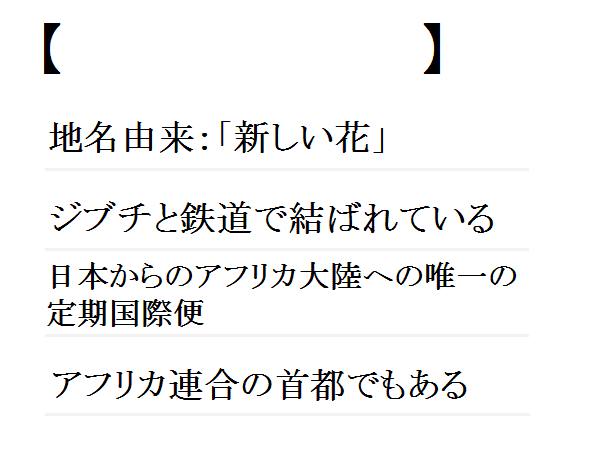 【　　　　　　　　　】
地名由来：「新しい花」
ジブチと鉄道で結ばれている
日本からのアフリカ大陸への唯一の
定期国際便
アフリカ連合の首都でもある